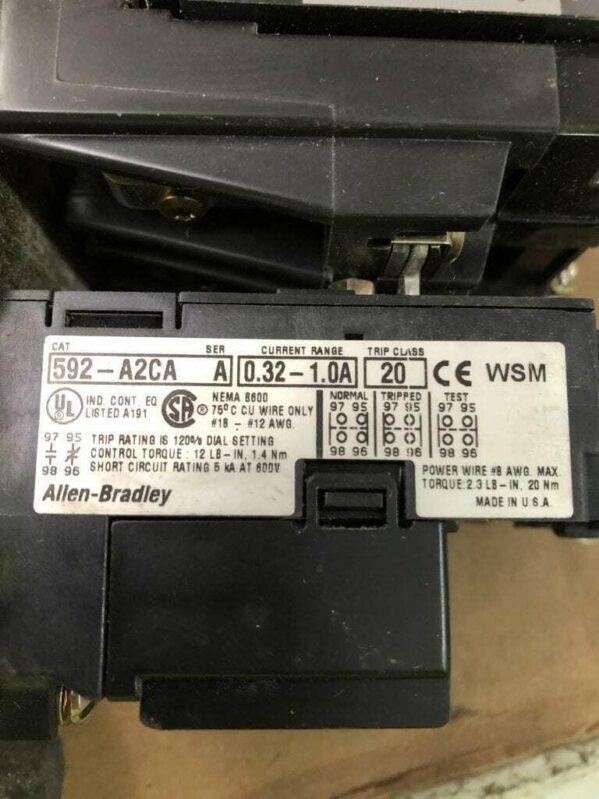 CAT SER CURRENT RANGE TRIP CLASS
592-A2CA A 0.32-1.0A 20 CE WSM
UL IND. CONT. EQ
LISTED A191
SA NEMA B600
® 75°C CU WIRE ONLY
#18 - #12 AWG.
NORMAL TRIPPED TEST
97 95 97 95 97 95
98 96 98 96 98 96
97 95
98 96
TRIP RATING IS 120% DIAL SETTING
CONTROL TORQUE : 12 LB-IN, 1.4 Nm
SHORT CIRCUIT RATING 5 kA AT 600V
POWER WIRE #8 AWG. MAX.
TORQUE: 2.3 LB-IN, 20 Nm
MADE IN U.S.A.
Allen-Bradley